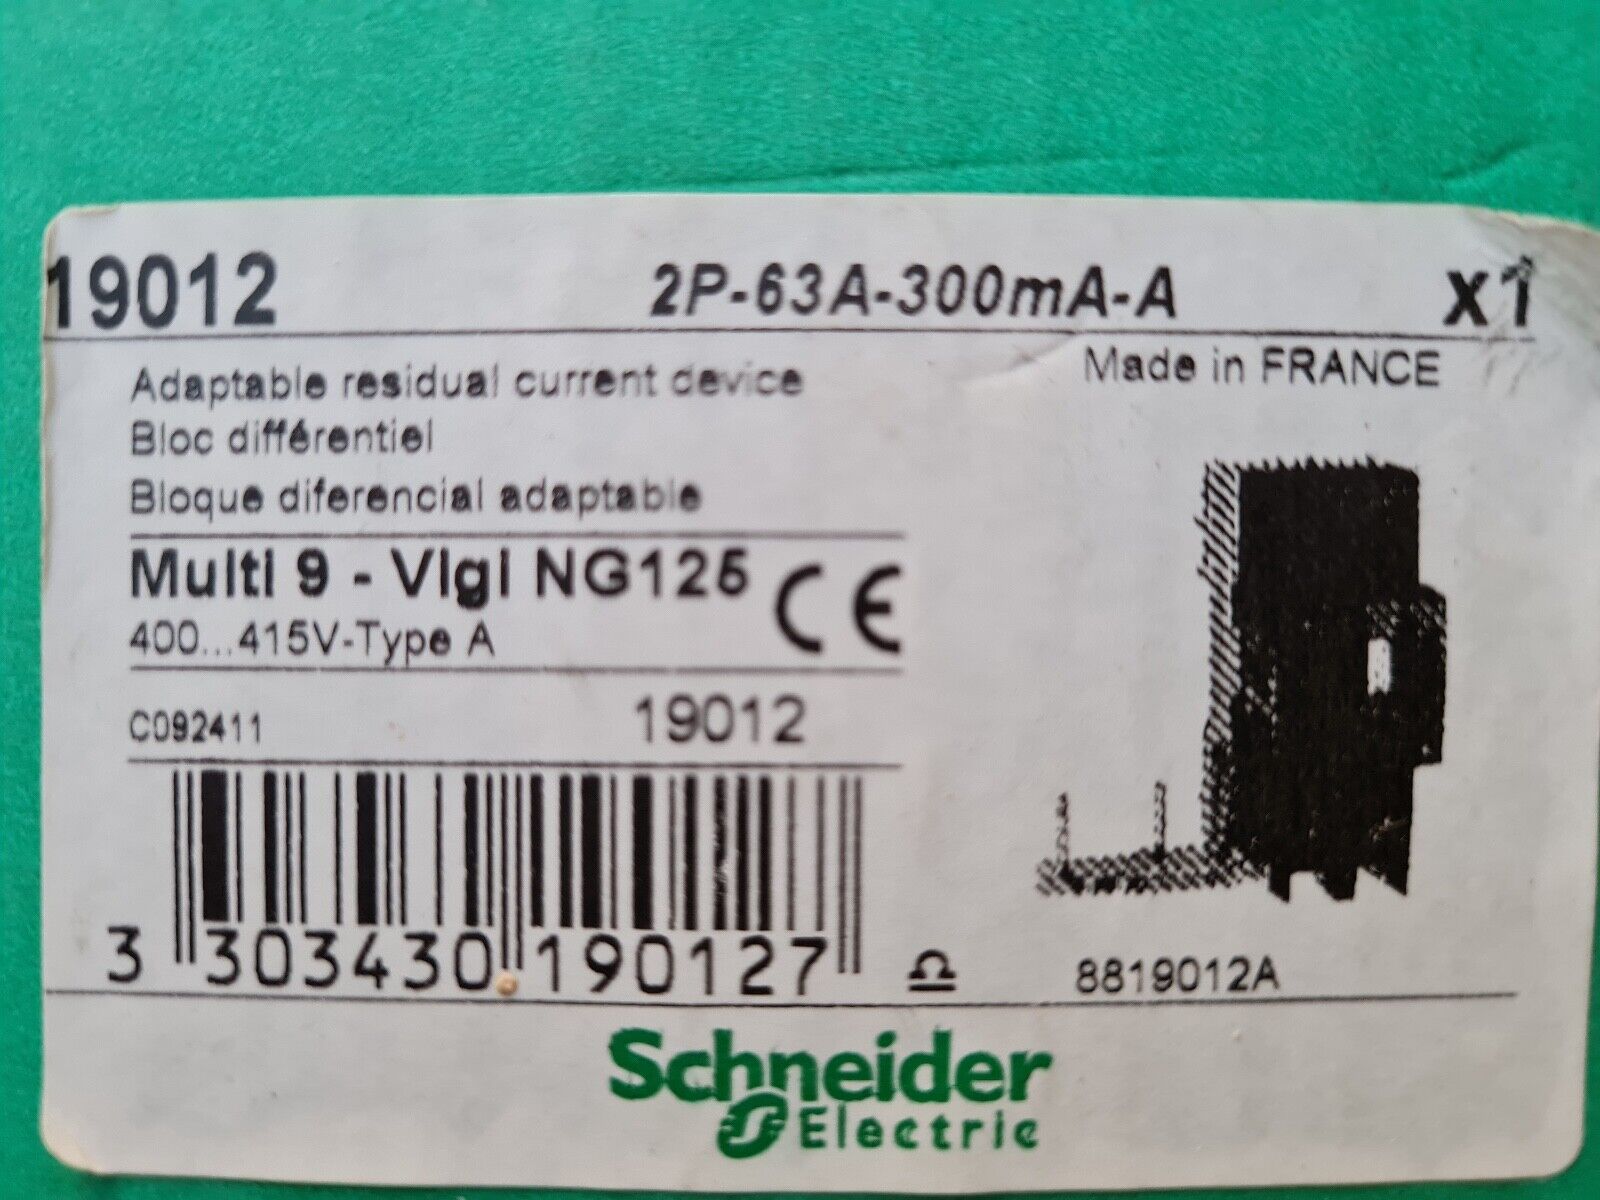 19012 2P-63A-300mA-A x1
Made in FRANCE
Adaptable residual current device
Bloc différentiel
Bloque diferencial adaptable
Multi 9 - Vigi NG125 CE
400...415V-Type A
C092411 19012
3 303430 190127
8819012A
Schneider
Electric